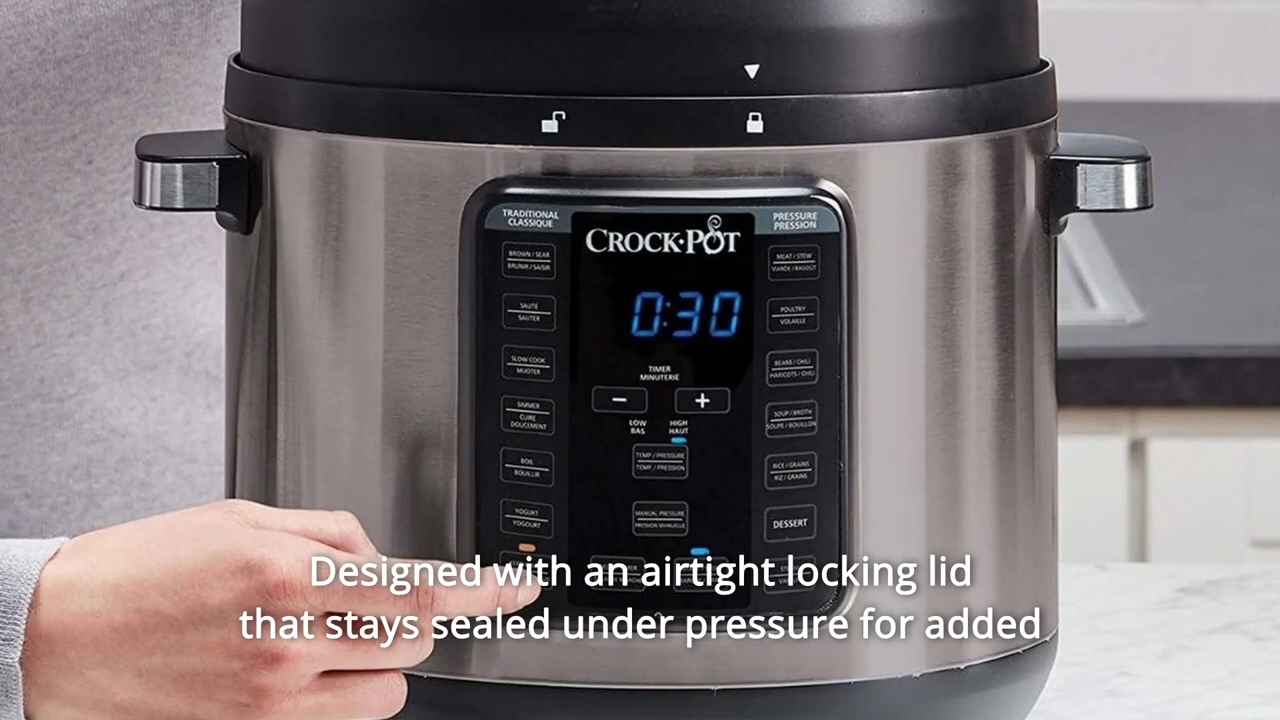 TRADITIONAL
CLASSIQUE
BROWN / SEAR
BRUNIR / SAISIR
SAUTÉ
SAUTER
SLOW COOK
MIJOTER
SIMMER
CUIRE
DOUCEMENT
BOIL
BOUILLIR
YOGURT
YOGOURT
CROCK·POT
0:30
TIMER
MINUTERIE
− +
LOW
BAS
HIGH
HAUT
TEMP / PRESSURE
TEMP / PRESSION
MANUAL PRESSURE
PRESSION MANUELLE
PRESSURE
PRESSION
MEAT / STEW
VIANDE / RAGOÛT
POULTRY
VOLAILLE
BEANS / CHILI
HARICOTS / CHILI
SOUP / BROTH
SOUPE / BOUILLON
RICE / GRAINS
RIZ / GRAINS
DESSERT
Designed with an airtight locking lid
that stays sealed under pressure for added